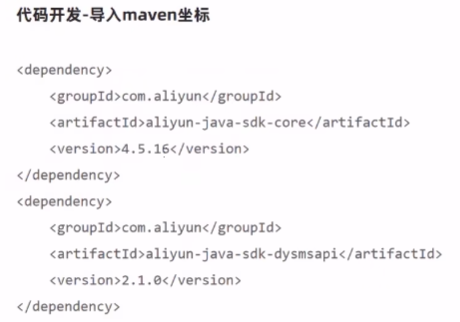 代码开发-导入maven坐标
<dependency>
    <groupId>com.aliyun</groupId>
    <artifactId>aliyun-java-sdk-core</artifactId>
    <version>4.5.16</version>
</dependency>
<dependency>
    <groupId>com.aliyun</groupId>
    <artifactId>aliyun-java-sdk-dysmsapi</artifactId>
    <version>2.1.0</version>
</dependency>